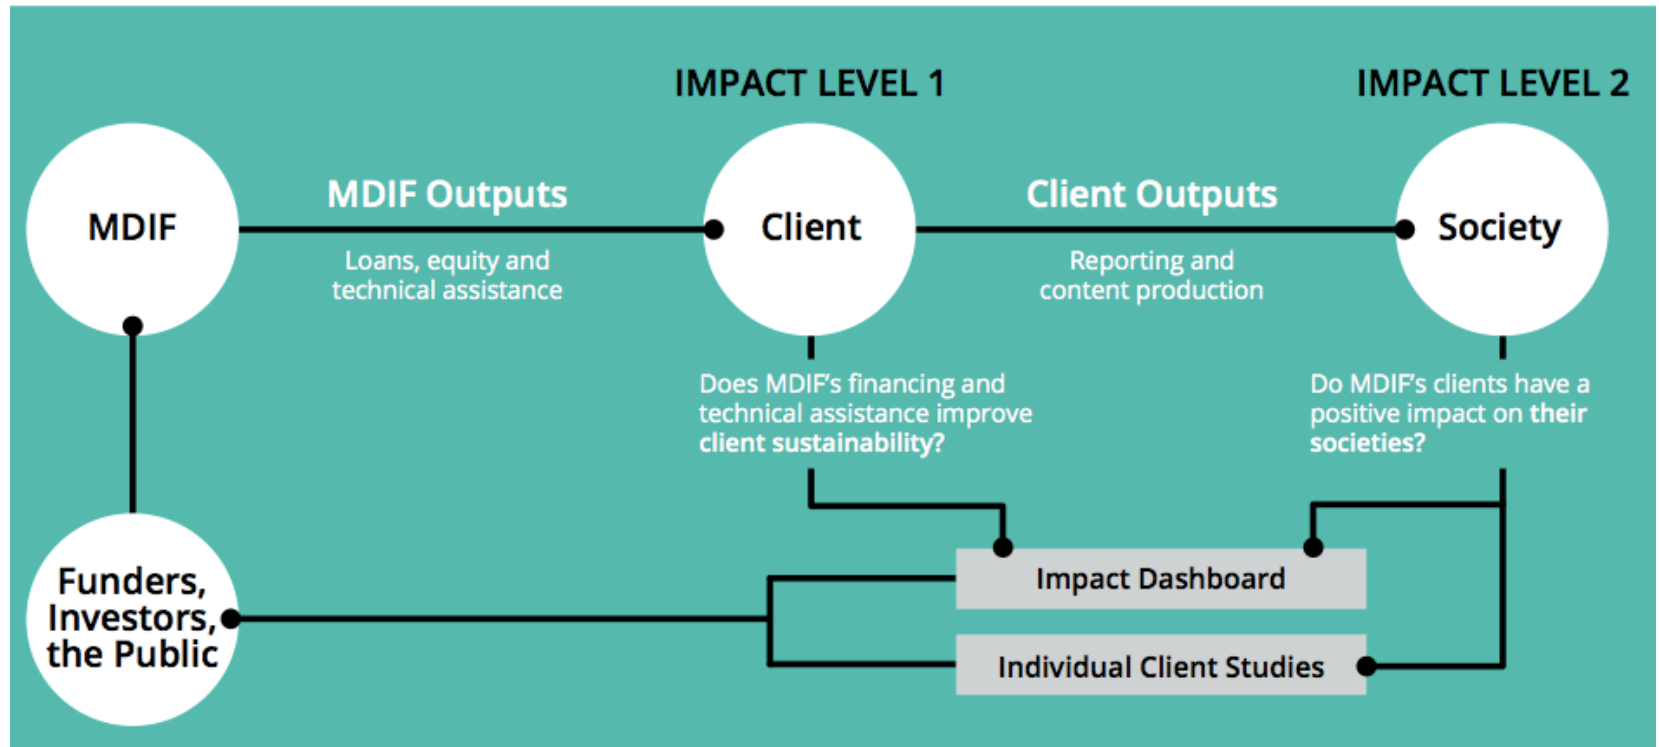 IMPACT LEVEL 1
IMPACT LEVEL 2
MDIF
MDIF Outputs
Loans, equity and
technical assistance
Client
Client Outputs
Reporting and
content production
Society
Does MDIF’s financing and
technical assistance improve
client sustainability?
Do MDIF’s clients have a
positive impact on their
societies?
Funders,
Investors,
the Public
Impact Dashboard
Individual Client Studies